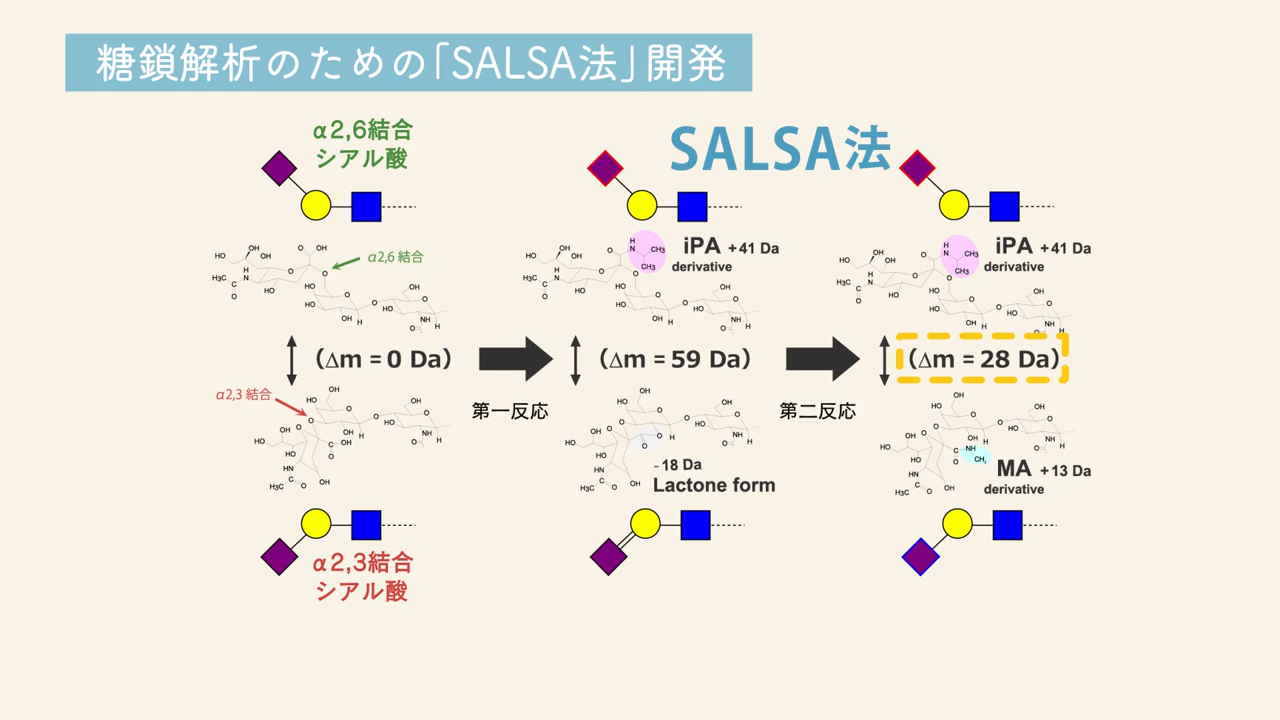 糖鎖解析のための「SALSA法」開発
α2,6結合
シアル酸
SALSA法
α2,6 結合
iPA +41 Da
derivative
iPA +41 Da
derivative
(Δm = 0 Da)
(Δm = 59 Da)
(Δm = 28 Da)
α2,3 結合
第一反応
第二反応
-18 Da
Lactone form
MA +13 Da
derivative
α2,3結合
シアル酸